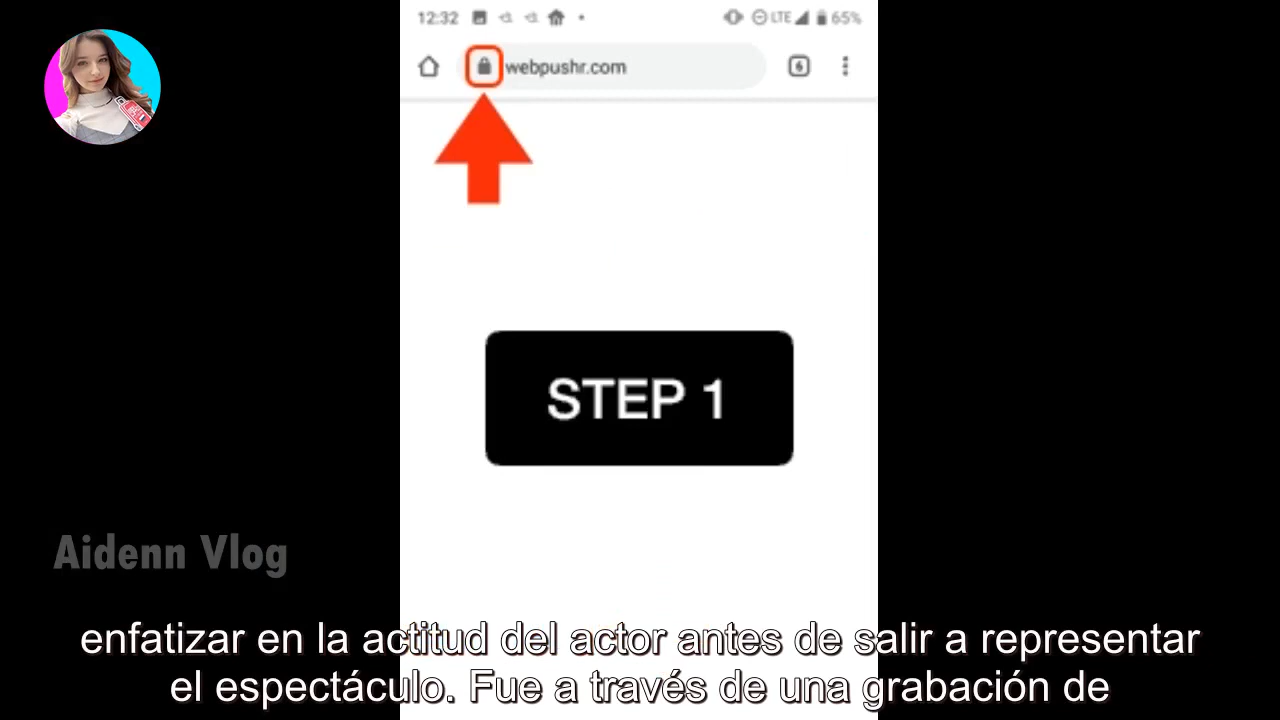 12:32
LTE
65%
webpushr.com
6
STEP 1
Aidenn Vlog
enfatizar en la actitud del actor antes de salir a representar
el espectáculo. Fue a través de una grabación de